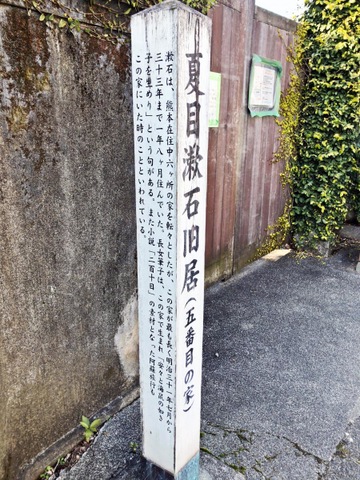 夏目漱石旧居(五番目の家)
漱石は、熊本在住中六ヶ所の家を転々としたが、この家が最も長く明治三十一年七月から
三十三年まで一年八ヶ月住んでいた。長女筆子は、この家で生まれ「安々と海鼠の如き
子を生めり」という句がある。また小説「二百十日」の素材となった阿蘇旅行も
この家にいた時のことといわれている。